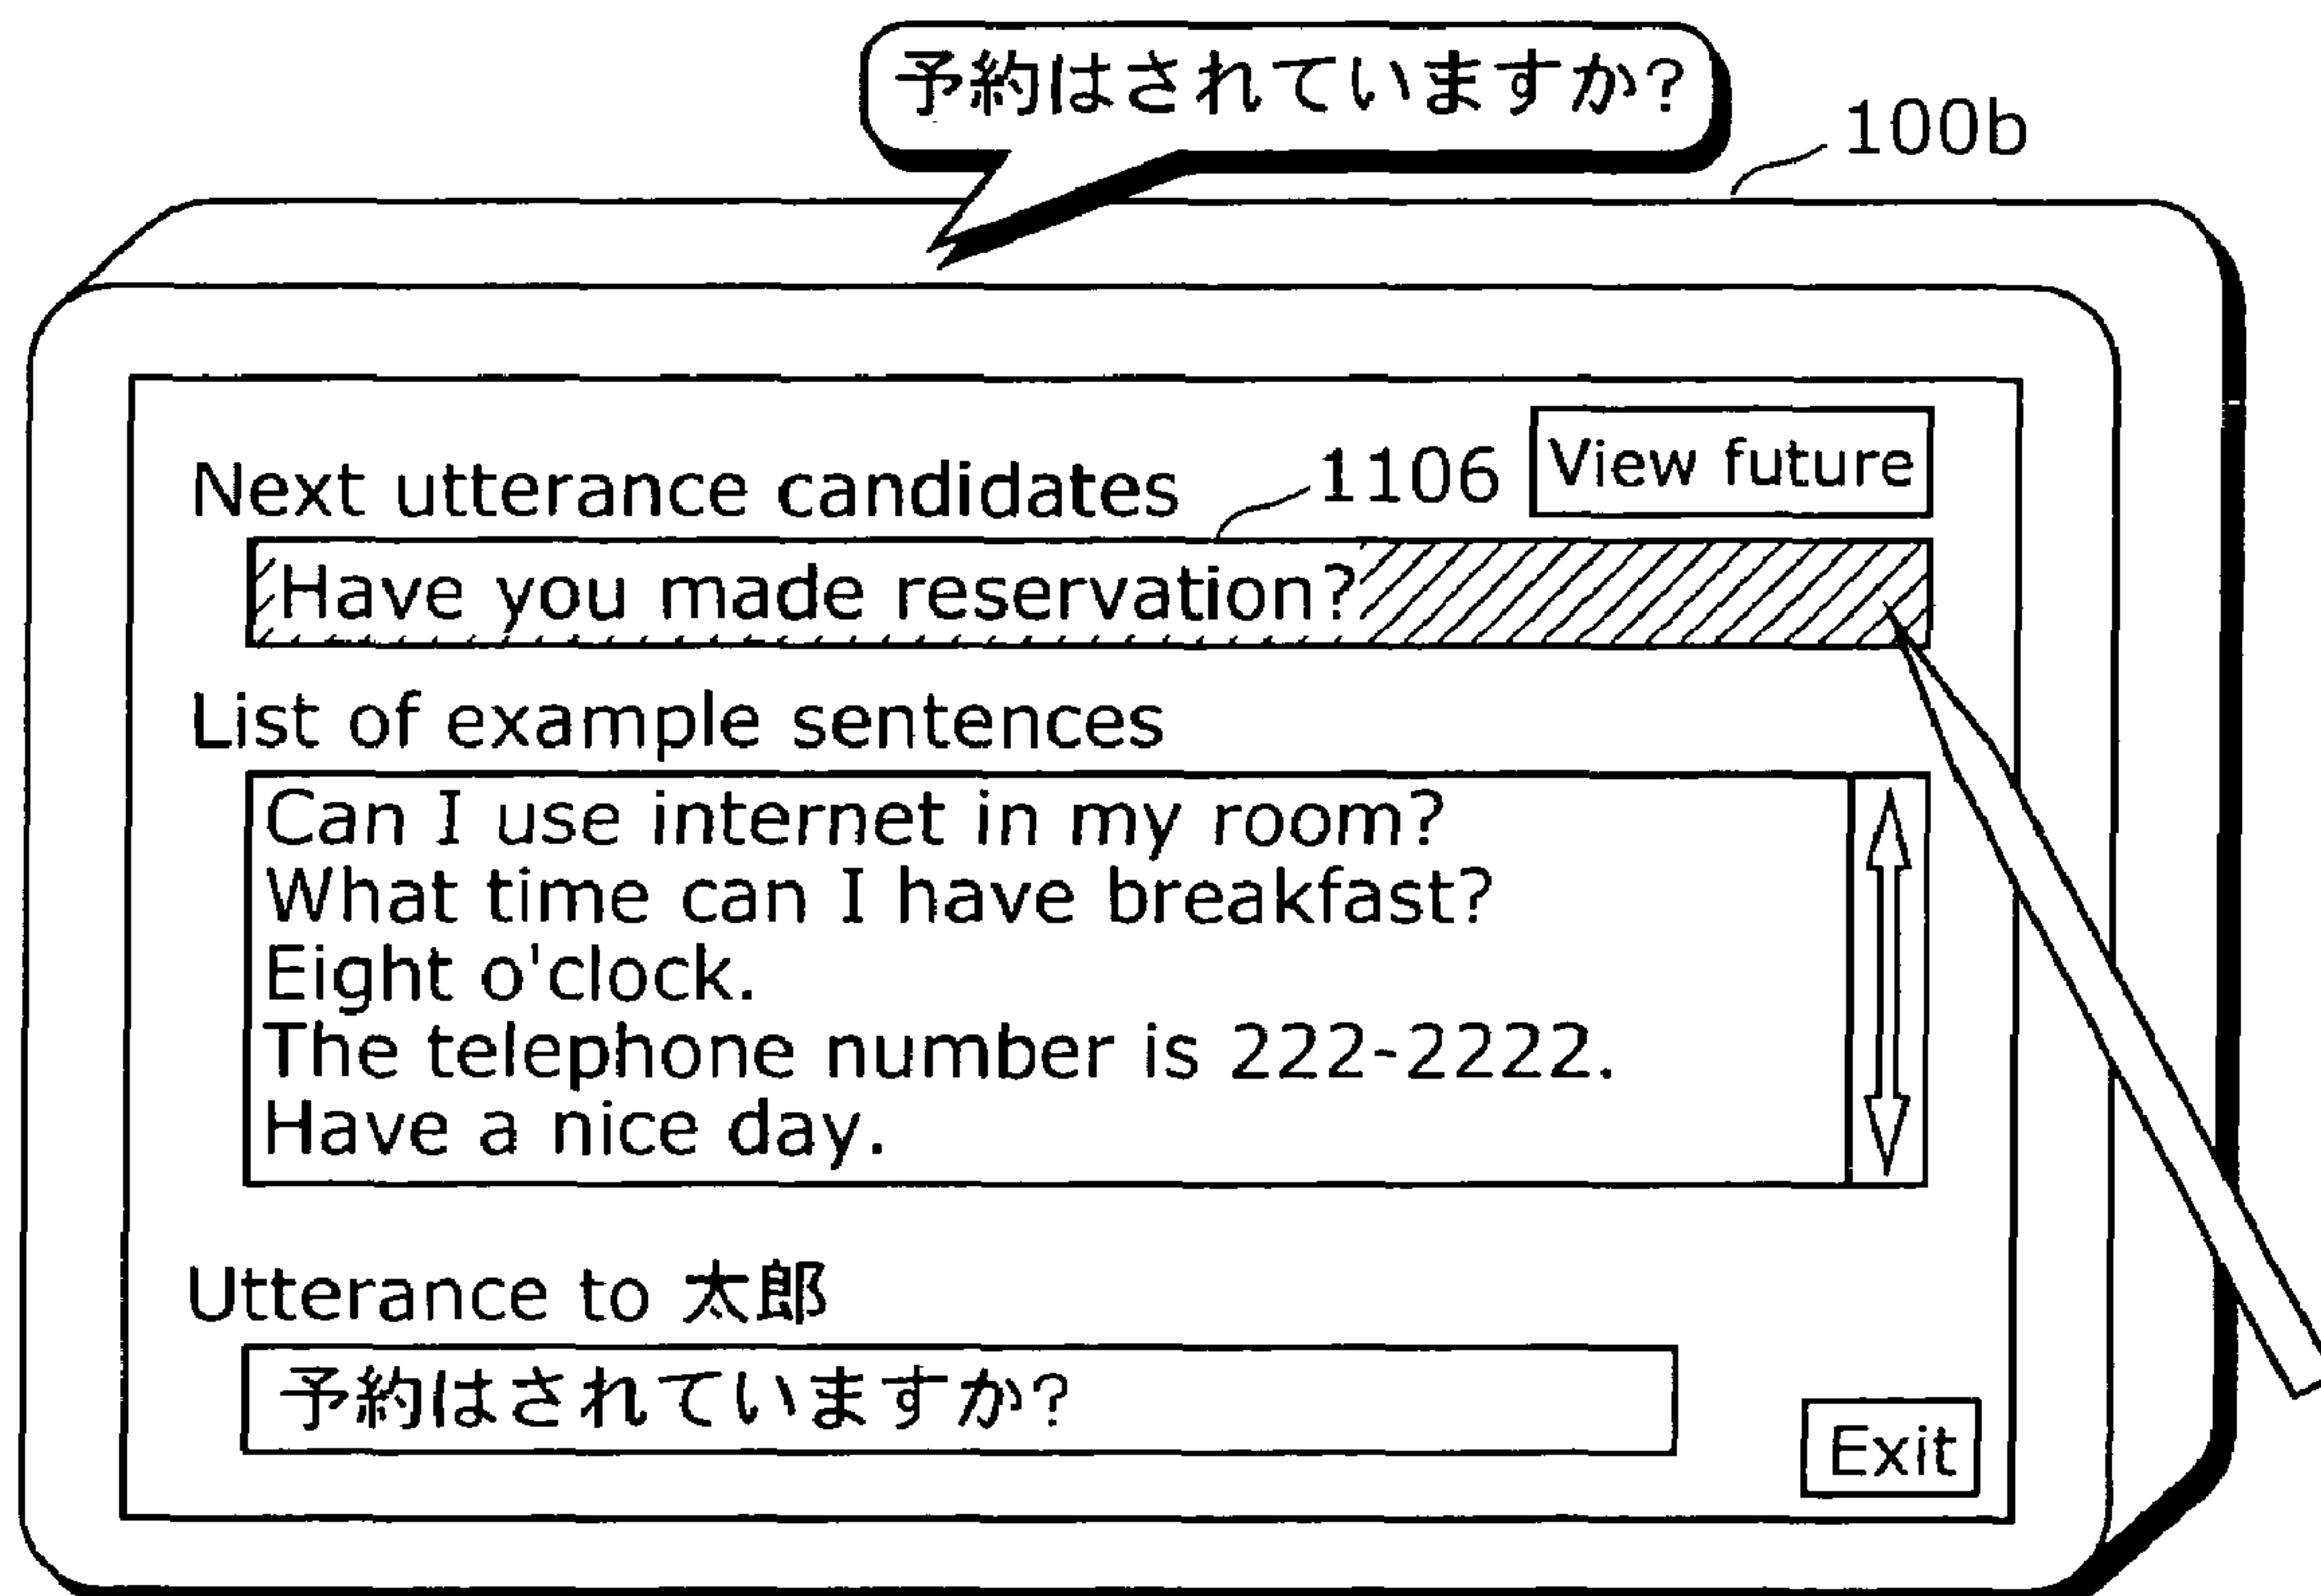 予約はされていますか?
100b
Next utterance candidates
1106
View future
Have you made reservation?
List of example sentences
Can I use internet in my room?
What time can I have breakfast?
Eight o'clock.
The telephone number is 222-2222.
Have a nice day.
Utterance to 太郎
予約はされていますか?
Exit